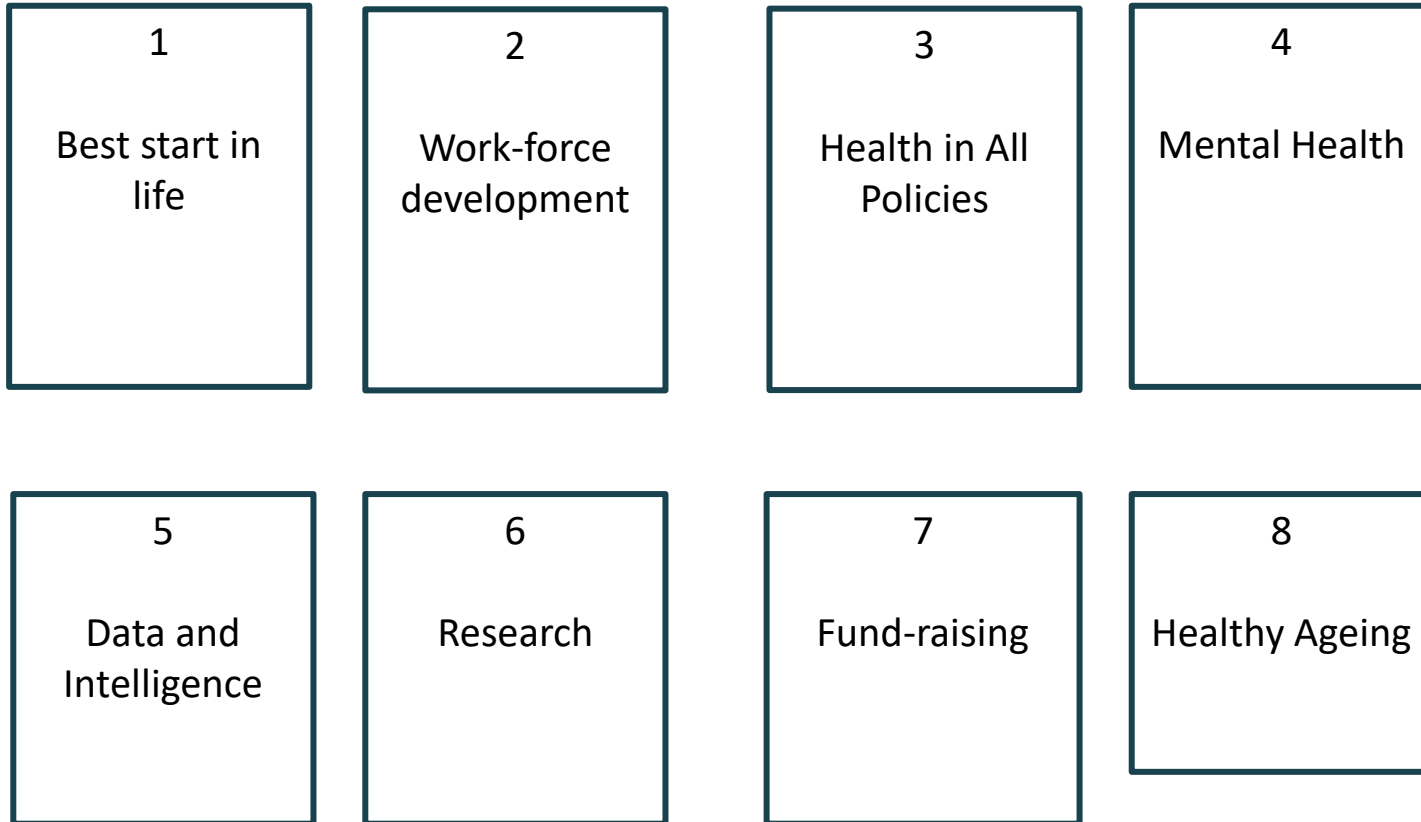 1
Best start in
life
2
Work-force
development
3
Health in All
Policies
4
Mental Health
5
Data and
Intelligence
6
Research
7
Fund-raising
8
Healthy Ageing